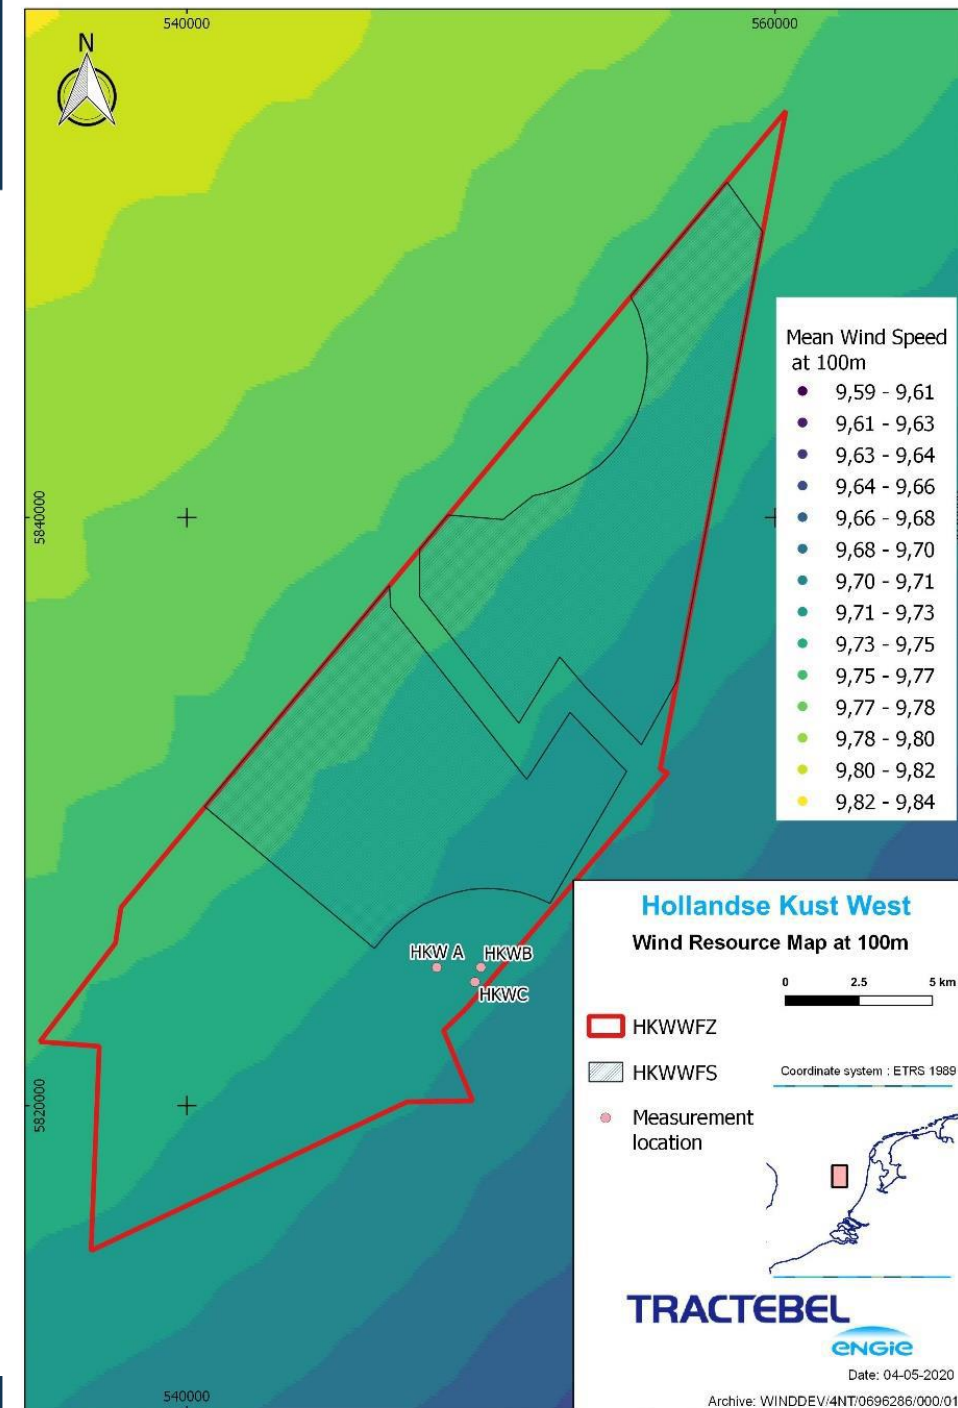 540000
560000
N
5840000
5820000
Mean Wind Speed
at 100m
9,59 - 9,61
9,61 - 9,63
9,63 - 9,64
9,64 - 9,66
9,66 - 9,68
9,68 - 9,70
9,70 - 9,71
9,71 - 9,73
9,73 - 9,75
9,75 - 9,77
9,77 - 9,78
9,78 - 9,80
9,80 - 9,82
9,82 - 9,84
HKW A
HKWB
HKWC
Hollandse Kust West
Wind Resource Map at 100m
0 2.5 5 km
HKWWFZ
HKWWFS
Coordinate system : ETRS 1989
Measurement
location
TRACTEBEL
ENGIE
Date: 04-05-2020
Archive: WINDDEV/4NT/0696286/000/01
540000